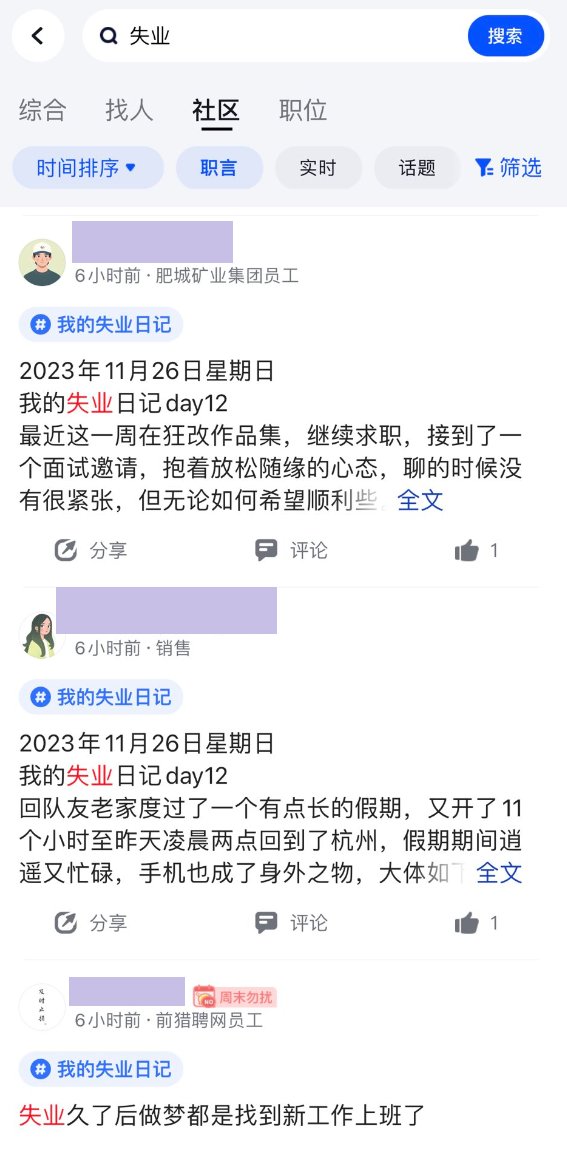 失业
搜索
综合 找人 社区 职位
时间排序 职言 实时 话题 筛选
6小时前 · 肥城矿业集团员工
# 我的失业日记
2023年11月26日星期日
我的失业日记day12
最近这一周在狂改作品集，继续求职，接到了一
个面试邀请，抱着放松随缘的心态，聊的时候没
有很紧张，但无论如何希望顺利些 全文
分享 评论 1
6小时前 · 销售
# 我的失业日记
2023年11月26日星期日
我的失业日记day12
回队友老家度过了一个有点长的假期，又开了11
个小时至昨天凌晨两点回到了杭州，假期期间逍
遥又忙碌，手机也成了身外之物，大体如下 全文
分享 评论 1
及时止损。
NO 周末勿扰
6小时前 · 前猎聘网员工
# 我的失业日记
失业久了后做梦都是找到新工作上班了